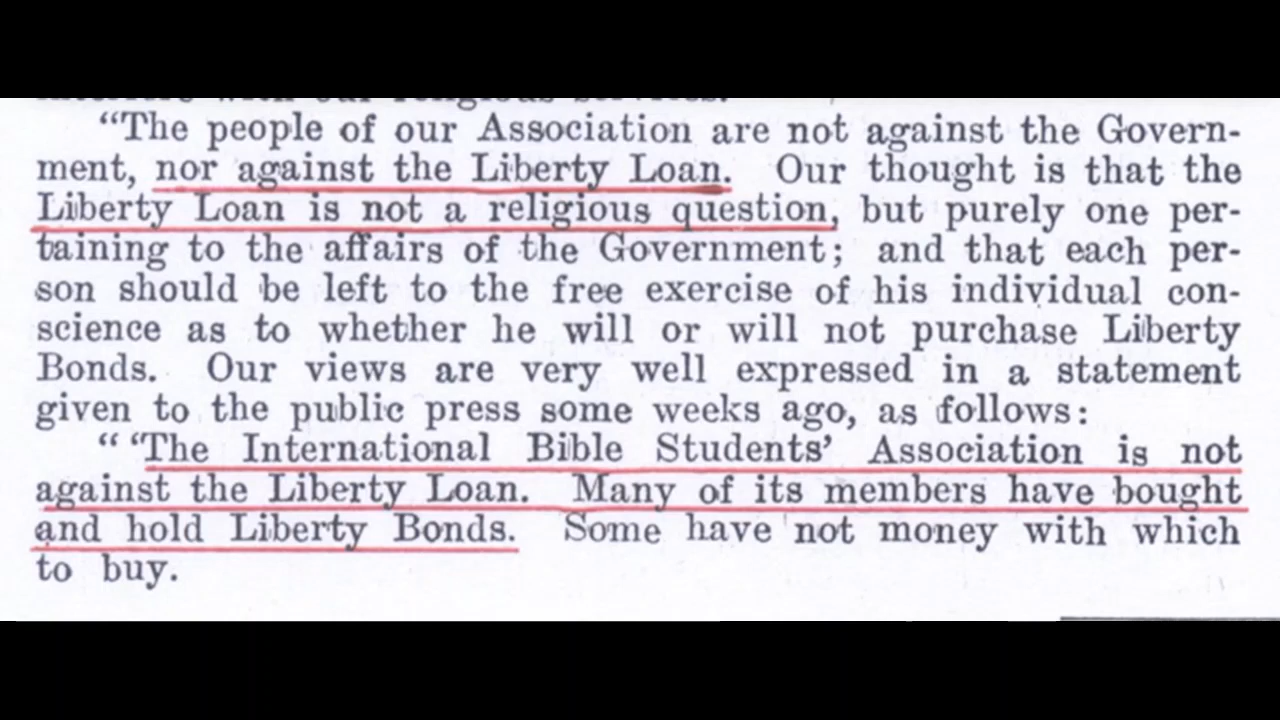 “The people of our Association are not against the Govern-
ment, nor against the Liberty Loan. Our thought is that the
Liberty Loan is not a religious question, but purely one per-
taining to the affairs of the Government; and that each per-
son should be left to the free exercise of his individual con-
science as to whether he will or will not purchase Liberty
Bonds. Our views are very well expressed in a statement
given to the public press some weeks ago, as follows:
“ ‘The International Bible Students’ Association is not
against the Liberty Loan. Many of its members have bought
and hold Liberty Bonds. Some have not money with which
to buy.